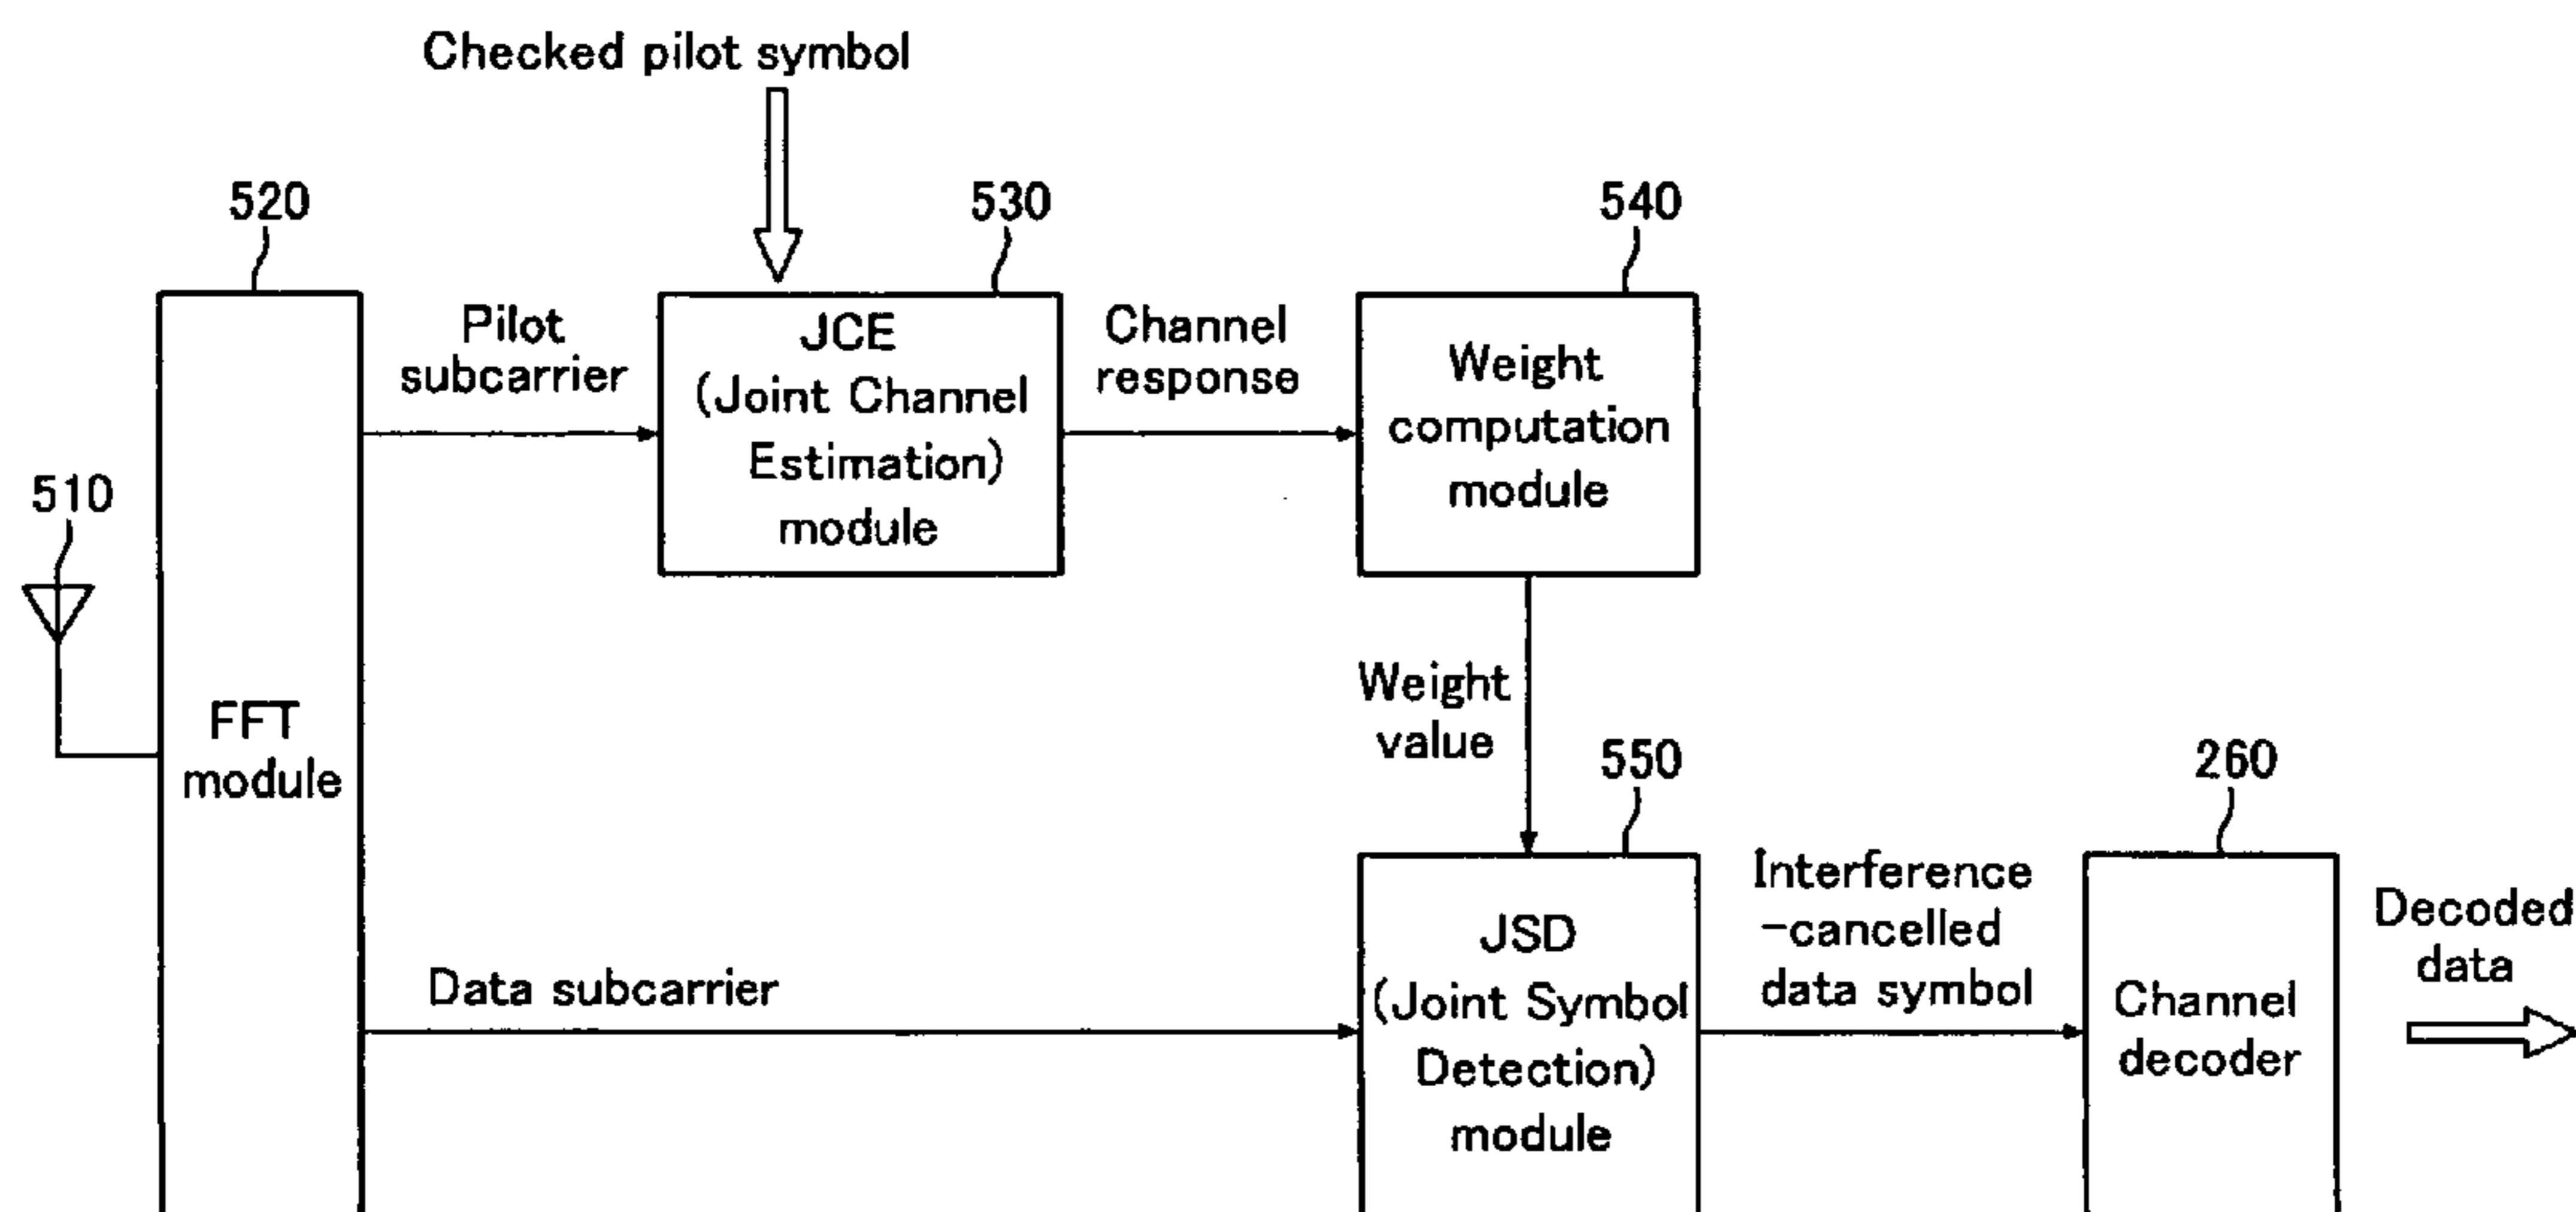 Checked pilot symbol
520
530
540
Pilot
subcarrier
JCE
(Joint Channel
Estimation)
module
Channel
response
Weight
computation
module
510
FFT
module
Weight
value
550
260
Data subcarrier
JSD
(Joint Symbol
Detection)
module
Interference
-cancelled
data symbol
Channel
decoder
Decoded
data